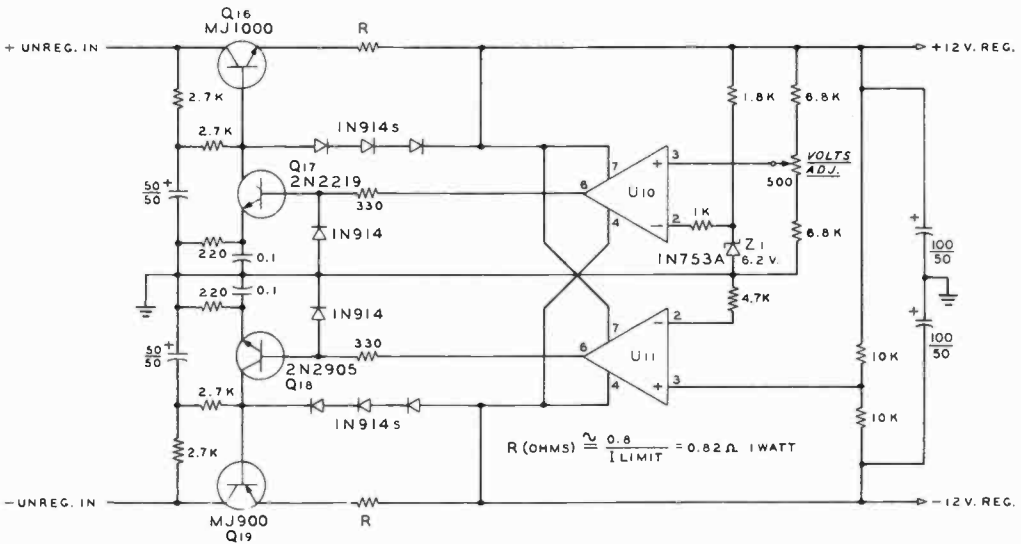 Q16
MJ1000
R
+ UNREG. IN
+12 V. REG.
2.7K
2.7K
1N914s
1.8K
6.8K
Q17
2N2219
7
6
+ 3
U10
4
- 2
VOLTS
ADJ.
500
+
50
50
330
1K
1N914
220
0.1
Z1
1N753A 6.2 V.
6.8K
+
100
50
220
0.1
4.7K
1N914
330
2N2905
Q18
7
- 2
6
U11
4
+ 3
+
50
50
+
100
50
10K
10K
2.7K
1N914s
2.7K
R (OHMS) ≅ 0.8
I LIMIT
= 0.82Ω 1 WATT
- UNREG. IN
-12 V. REG.
MJ900
Q19
R